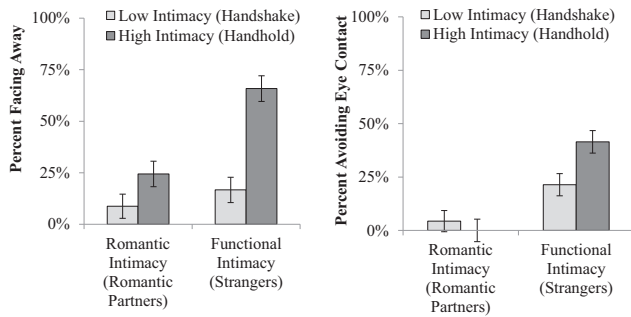 Percent Facing Away
100%
75%
50%
25%
0%
Low Intimacy (Handshake)
High Intimacy (Handhold)
Romantic
Intimacy
(Romantic
Partners)
Functional
Intimacy
(Strangers)
Percent Avoiding Eye Contact
100%
75%
50%
25%
0%
Low Intimacy (Handshake)
High Intimacy (Handhold)
Romantic
Intimacy
(Romantic
Partners)
Functional
Intimacy
(Strangers)